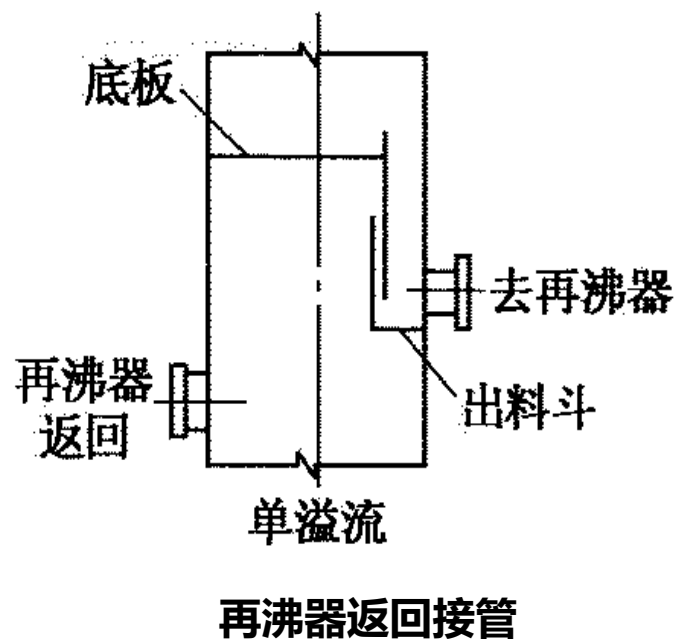 底板
去再沸器
再沸器
返回
出料斗
单溢流
再沸器返回接管